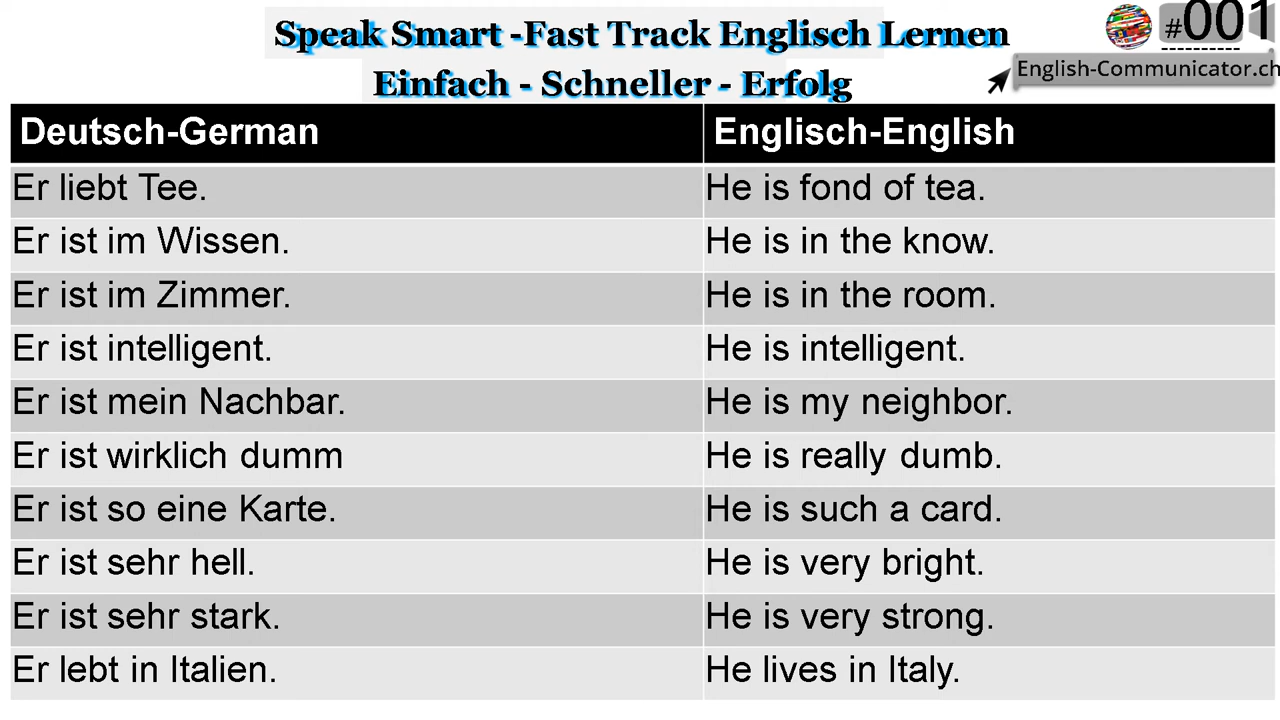 Speak Smart -Fast Track Englisch Lernen
#001
Einfach - Schneller - Erfolg
English-Communicator.ch
Deutsch-German Englisch-English
Er liebt Tee. He is fond of tea.
Er ist im Wissen. He is in the know.
Er ist im Zimmer. He is in the room.
Er ist intelligent. He is intelligent.
Er ist mein Nachbar. He is my neighbor.
Er ist wirklich dumm He is really dumb.
Er ist so eine Karte. He is such a card.
Er ist sehr hell. He is very bright.
Er ist sehr stark. He is very strong.
Er lebt in Italien. He lives in Italy.